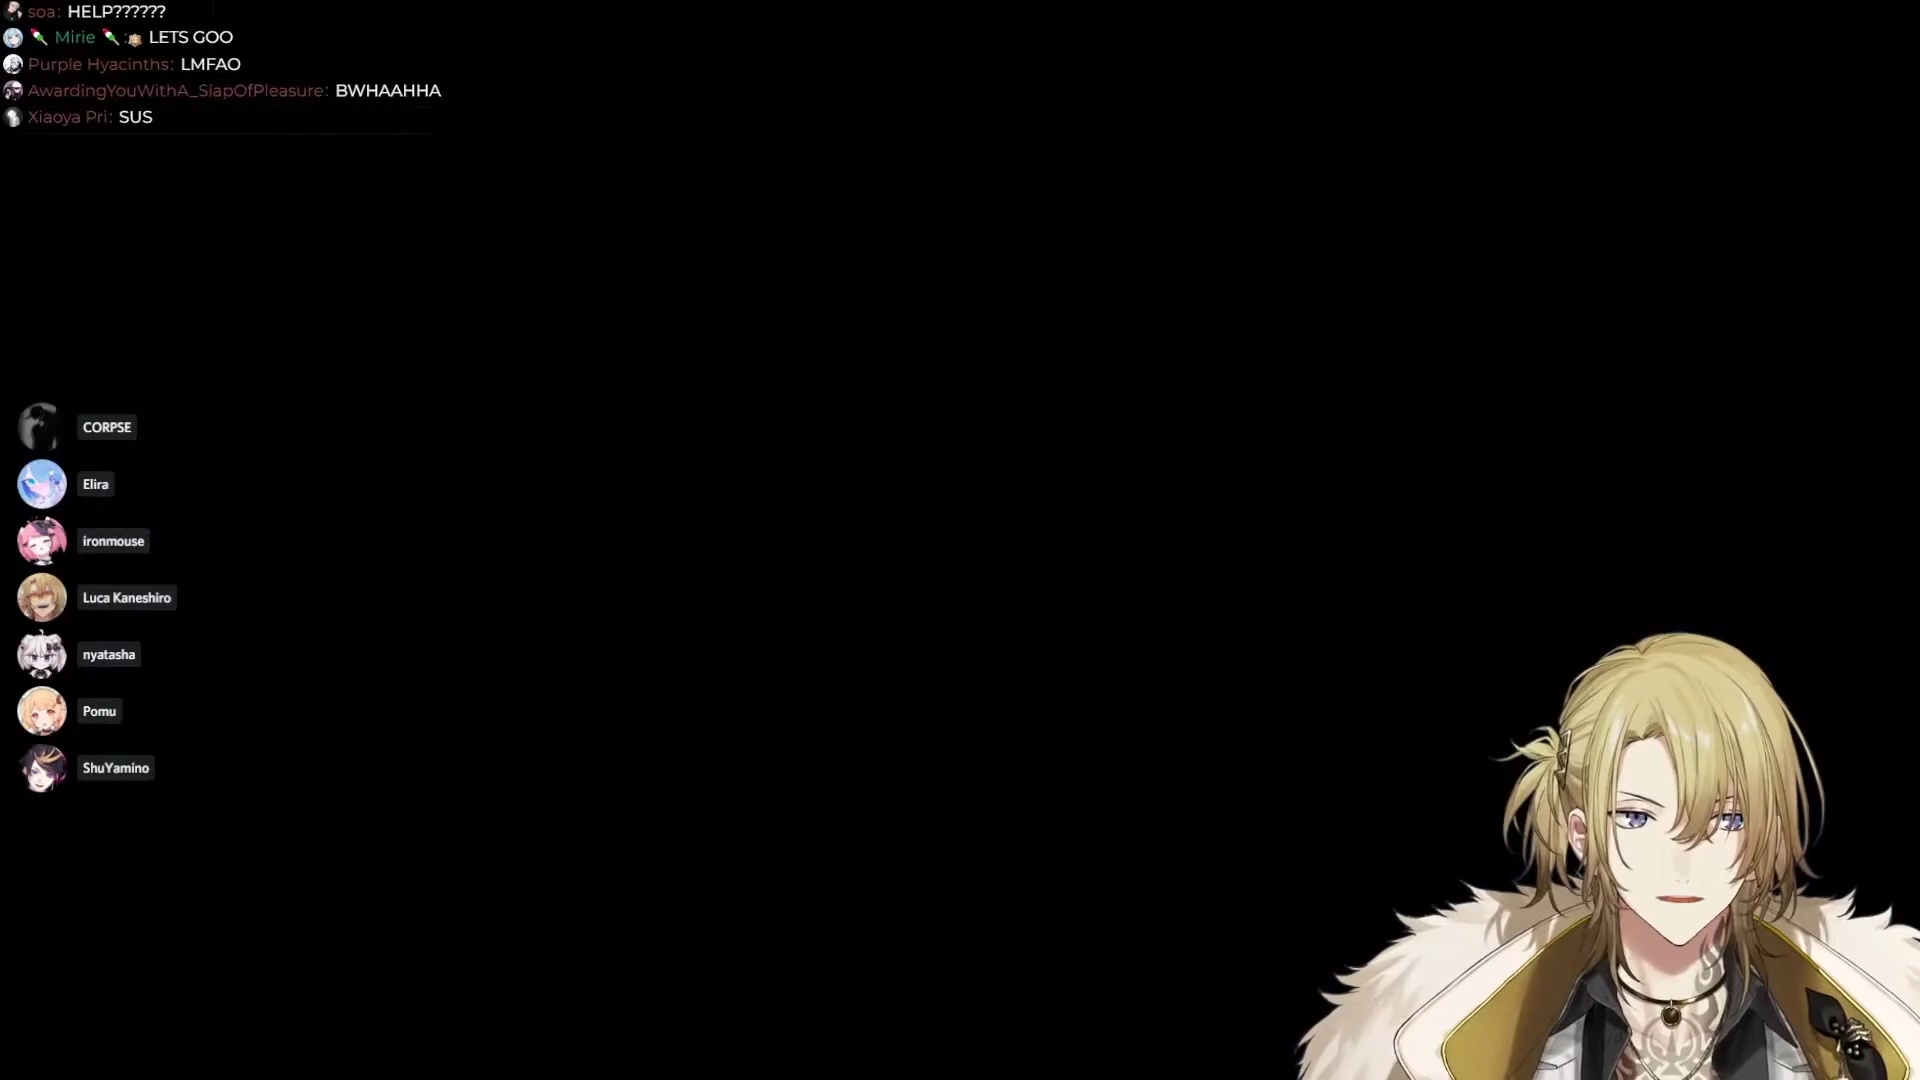 soa: HELP??????
Mirie : LETS GOO
Purple Hyacinths: LMFAO
AwardingYouWithA_SlapOfPleasure: BWHAAHHA
Xiaoya Pri: SUS
CORPSE
Elira
ironmouse
Luca Kaneshiro
nyatasha
Pomu
ShuYamino